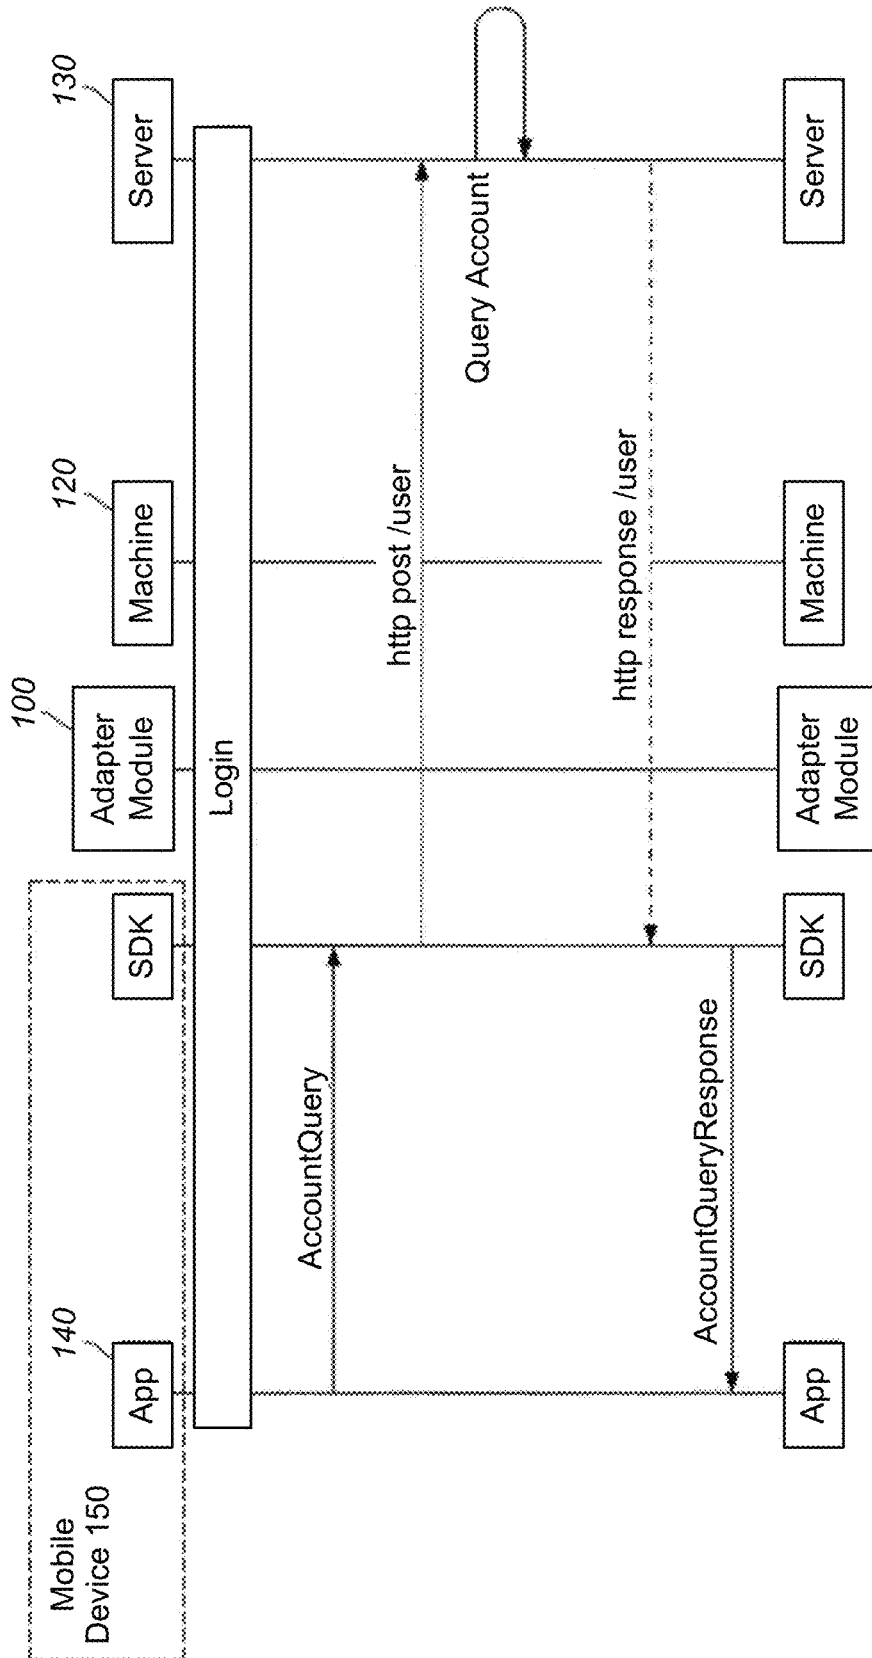 Mobile
Device 150
140
100
120
130
App
SDK
Adapter
Module
Machine
Server
Login
AccountQuery
http post /user
Query Account
http response /user
AccountQueryResponse
App
SDK
Adapter
Module
Machine
Server